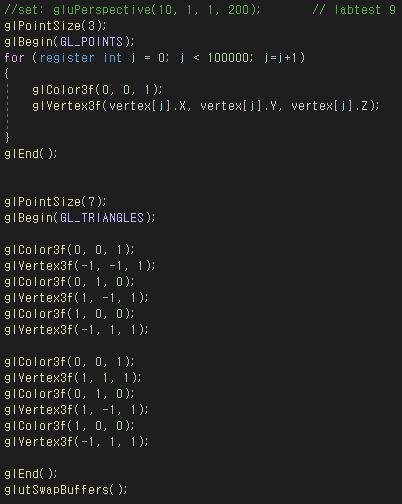 //set: gluPerspective(10, 1, 1, 200); // labtest 9
glPointSize(3);
glBegin(GL_POINTS);
for (register int j = 0; j < 100000; j=j+1)
{
glColor3f(0, 0, 1);
glVertex3f(vertex[j].X, vertex[j].Y, vertex[j].Z);
}
glEnd();
glPointSize(7);
glBegin(GL_TRIANGLES);
glColor3f(0, 0, 1);
glVertex3f(-1, -1, 1);
glColor3f(0, 1, 0);
glVertex3f(1, -1, 1);
glColor3f(1, 0, 0);
glVertex3f(-1, 1, 1);
glColor3f(0, 0, 1);
glVertex3f(1, 1, 1);
glColor3f(0, 1, 0);
glVertex3f(1, -1, 1);
glColor3f(1, 0, 0);
glVertex3f(-1, 1, 1);
glEnd();
glutSwapBuffers();